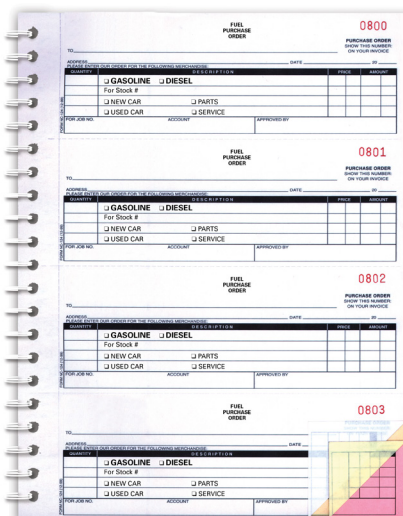 FUEL
PURCHASE
ORDER
0800
PURCHASE ORDER
SHOW THIS NUMBER
ON YOUR INVOICE
TO
ADDRESS DATE 20
PLEASE ENTER OUR ORDER FOR THE FOLLOWING MERCHANDISE:
QUANTITY DESCRIPTION PRICE AMOUNT
GASOLINE DIESEL
For Stock #
NEW CAR PARTS
USED CAR SERVICE
FOR JOB NO. ACCOUNT APPROVED BY
FUEL
PURCHASE
ORDER
0801
PURCHASE ORDER
SHOW THIS NUMBER
ON YOUR INVOICE
TO
ADDRESS DATE 20
PLEASE ENTER OUR ORDER FOR THE FOLLOWING MERCHANDISE:
QUANTITY DESCRIPTION PRICE AMOUNT
GASOLINE DIESEL
For Stock #
NEW CAR PARTS
USED CAR SERVICE
FOR JOB NO. ACCOUNT APPROVED BY
FUEL
PURCHASE
ORDER
0802
PURCHASE ORDER
SHOW THIS NUMBER
ON YOUR INVOICE
TO
ADDRESS DATE 20
PLEASE ENTER OUR ORDER FOR THE FOLLOWING MERCHANDISE:
QUANTITY DESCRIPTION PRICE AMOUNT
GASOLINE DIESEL
For Stock #
NEW CAR PARTS
USED CAR SERVICE
FOR JOB NO. ACCOUNT APPROVED BY
FUEL
PURCHASE
ORDER
0803
TO
ADDRESS DATE
PLEASE ENTER OUR ORDER FOR THE FOLLOWING MERCHANDISE:
QUANTITY DESCRIPTION
GASOLINE DIESEL
For Stock #
NEW CAR PARTS
USED CAR SERVICE
FOR JOB NO. ACCOUNT APPROVED BY